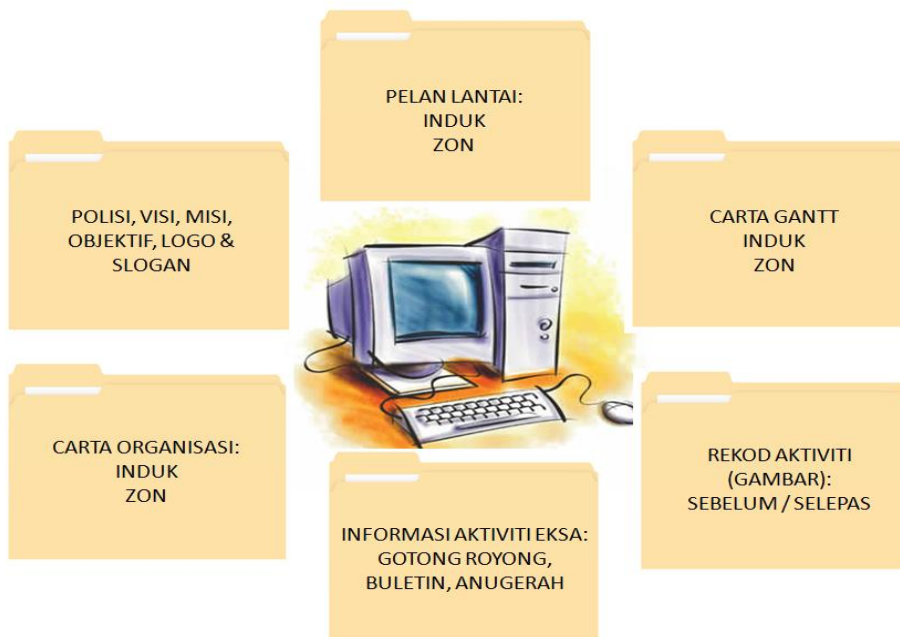 PELAN LANTAI:
INDUK
ZON
POLISI, VISI, MISI,
OBJEKTIF, LOGO &
SLOGAN
CARTA GANTT
INDUK
ZON
CARTA ORGANISASI:
INDUK
ZON
REKOD AKTIVITI
(GAMBAR):
SEBELUM / SELEPAS
INFORMASI AKTIVITI EKSA:
GOTONG ROYONG,
BULETIN, ANUGERAH